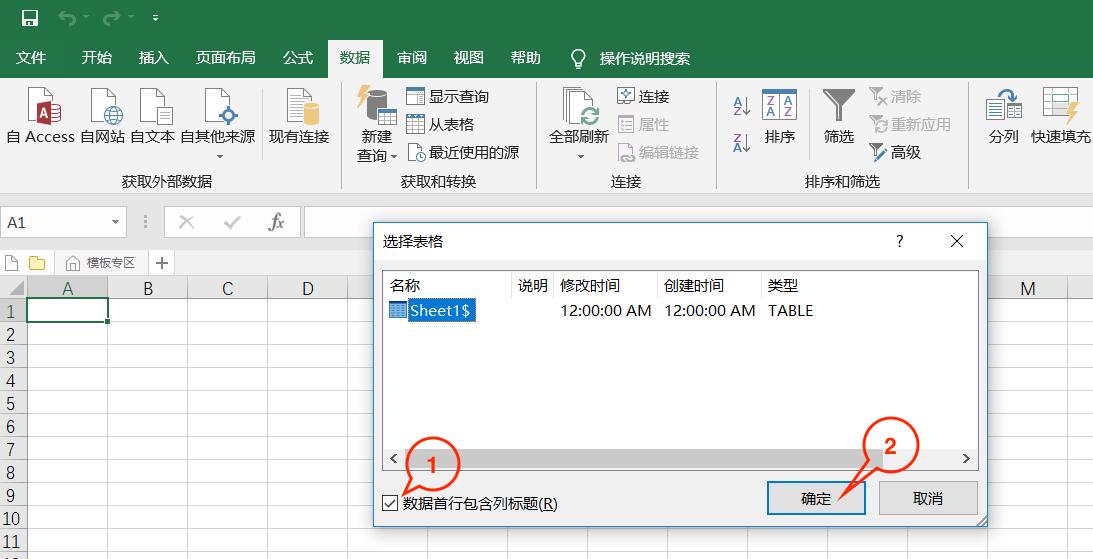 文件 开始 插入 页面布局 公式 数据 审阅 视图 帮助 操作说明搜索
自 Access 自网站 自文本 自其他来源 现有连接
新建
查询
显示查询
从表格
最近使用的源
全部刷新
连接
属性
编辑链接
排序
筛选
清除
重新应用
高级
分列 快速填充
获取外部数据 获取和转换 连接 排序和筛选
A1 fx
模板专区
A B C D M
1
2
3
4
5
6
7
8
9
10
11
选择表格 ?
名称 说明 修改时间 创建时间 类型
Sheet1$ 12:00:00 AM 12:00:00 AM TABLE
1
2
数据首行包含列标题(R) 确定 取消